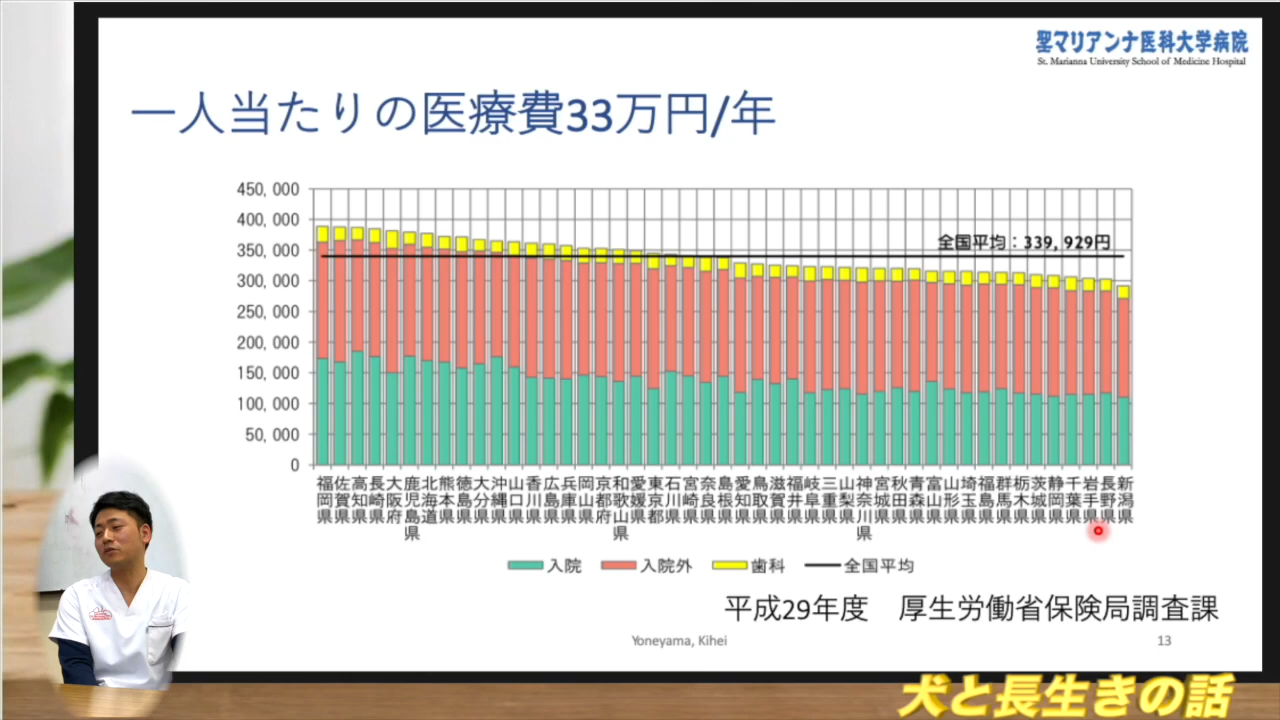 聖マリアンナ医科大学病院
St. Marianna University School of Medicine Hospital
一人当たりの医療費33万円/年
450,000
400,000
350,000
300,000
250,000
200,000
150,000
100,000
50,000
0
全国平均：339,929円
福岡県
佐賀県
高知県
長崎県
大阪府
鹿児島県
北海道
熊本県
徳島県
大分県
沖縄県
山口県
香川県
広島県
兵庫県
岡山県
京都府
和歌山県
愛媛県
東京都
石川県
宮崎県
奈良県
島根県
愛知県
鳥取県
滋賀県
福井県
岐阜県
三重県
山梨県
神奈川県
宮城県
秋田県
青森県
富山県
山形県
埼玉県
福島県
群馬県
栃木県
茨城県
静岡県
千葉県
岩手県
長野県
新潟県
入院 入院外 歯科 全国平均
平成29年度 厚生労働省保険局調査課
Yoneyama, Kihei 13
犬と長生きの話